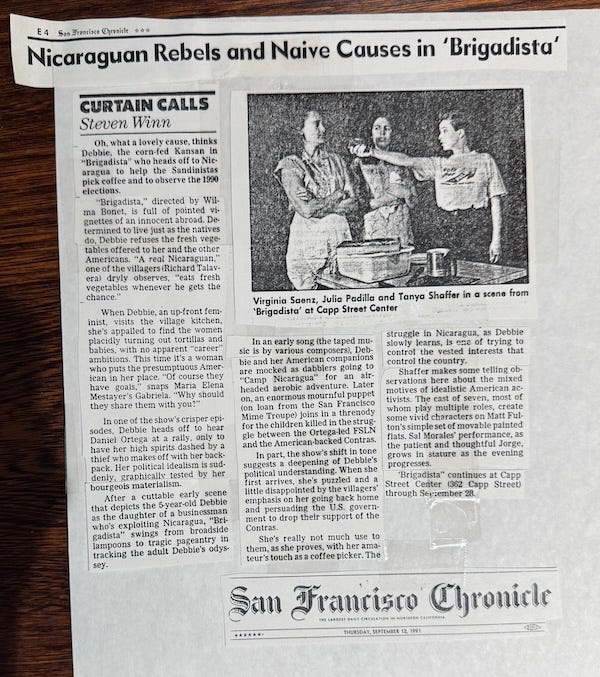 E 4 San Francisco Chronicle ★★★
Nicaraguan Rebels and Naive Causes in 'Brigadista'
CURTAIN CALLS
Steven Winn
Oh, what a lovely cause, thinks
Debbie, the corn-fed Kansan in
"Brigadista" who heads off to Nic-
aragua to help the Sandinistas
pick coffee and to observe the 1990
elections.
"Brigadista," directed by Wil-
ma Bonet, is full of pointed vi-
gnettes of an innocent abroad. De-
termined to live just as the natives
do, Debbie refuses the fresh vege-
tables offered to her and the other
Americans. "A real Nicaraguan,"
one of the villagers (Richard Talav-
era) dryly observes, "eats fresh
vegetables whenever he gets the
chance."
When Debbie, an up-front fem-
inist, visits the village kitchen,
she's appalled to find the women
placidly turning out tortillas and
babies, with no apparent "career"
ambitions. This time it's a woman
who puts the presumptuous Amer-
ican in her place. "Of course they
have goals," snaps Maria Elena
Mestayer's Gabriela. "Why should
they share them with you?"
In one of the show's crisper epi-
sodes, Debbie heads off to hear
Daniel Ortega at a rally, only to
have her high spirits dashed by a
thief who makes off with her back-
pack. Her political idealism is sud-
denly, graphically tested by her
bourgeois materialism.
After a cuttable early scene
that depicts the 5-year-old Debbie
as the daughter of a businessman
who's exploiting Nicaragua, "Bri-
gadista" swings from broadside
lampoons to tragic pageantry in
tracking the adult Debbie's odys-
sey.
Virginia Saenz, Julia Padilla and Tanya Shaffer in a scene from
'Brigadista' at Capp Street Center
In an early song (the taped mu-
sic is by various composers), Deb-
bie and her American companions
are mocked as dabblers going to
"Camp Nicaragua" for an air-
headed aerobic adventure. Later
on, an enormous mournful puppet
(on loan from the San Francisco
Mime Troupe) joins in a threnody
for the children killed in the strug-
gle between the Ortega-led FSLN
and the American-backed Contras.
In part, the show's shift in tone
suggests a deepening of Debbie's
political understanding. When she
first arrives, she's puzzled and a
little disappointed by the villagers'
emphasis on her going back home
and persuading the U.S. govern-
ment to drop their support of the
Contras.
She's really not much use to
them, as she proves, with her ama-
teur's touch as a coffee picker. The
struggle in Nicaragua, as Debbie
slowly learns, is one of trying to
control the vested interests that
control the country.
Shaffer makes some telling ob-
servations here about the mixed
motives of idealistic American ac-
tivists. The cast of seven, most of
whom play multiple roles, create
some vivid characters on Matt Ful-
ton's simple set of movable painted
flats. Sal Morales' performance, as
the patient and thoughtful Jorge,
grows in stature as the evening
progresses.
'Brigadista' continues at Capp
Street Center (362 Capp Street)
through September 28.
San Francisco Chronicle
THE LARGEST DAILY CIRCULATION IN NORTHERN CALIFORNIA
★★★★★★ THURSDAY, SEPTEMBER 12, 1991